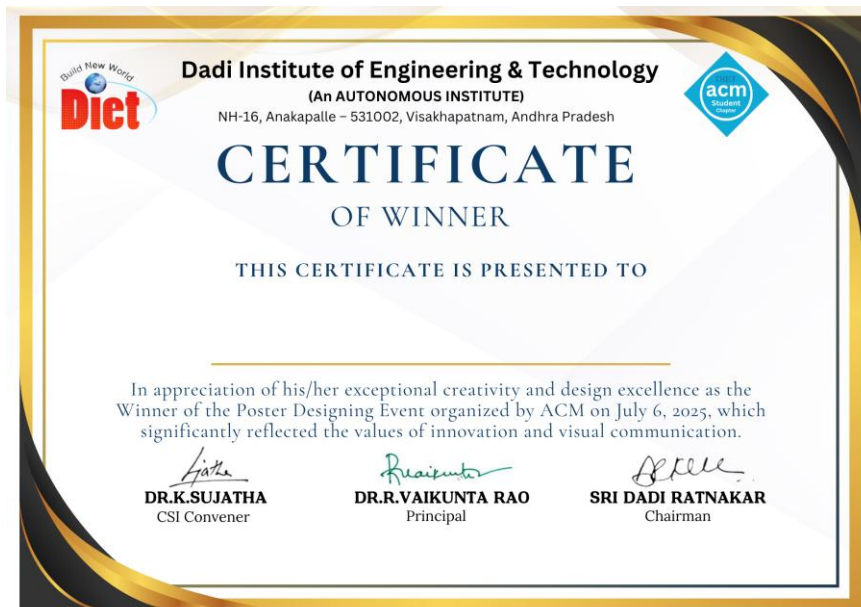 Build New World
Diet
Dadi Institute of Engineering & Technology
(An AUTONOMOUS INSTITUTE)
NH-16, Anakapalle – 531002, Visakhapatnam, Andhra Pradesh
acm
Student
Chapter
CERTIFICATE
OF WINNER
THIS CERTIFICATE IS PRESENTED TO
In appreciation of his/her exceptional creativity and design excellence as the
Winner of the Poster Designing Event organized by ACM on July 6, 2025, which
significantly reflected the values of innovation and visual communication.
DR.K.SUJATHA
CSI Convener
DR.R.VAIKUNTA RAO
Principal
SRI DADI RATNAKAR
Chairman